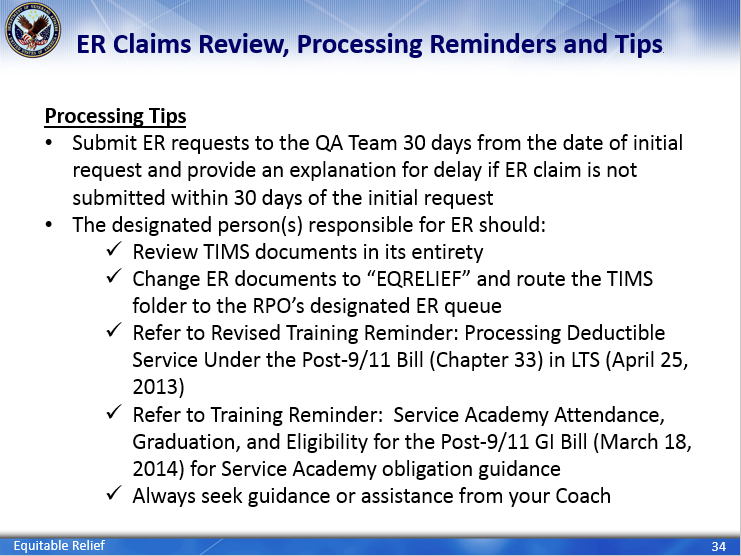 ER Claims Review, Processing Reminders and Tips
Processing Tips
• Submit ER requests to the QA Team 30 days from the date of initial
request and provide an explanation for delay if ER claim is not
submitted within 30 days of the initial request
• The designated person(s) responsible for ER should:
✓ Review TIMS documents in its entirety
✓ Change ER documents to “EQRELIEF” and route the TIMS
folder to the RPO’s designated ER queue
✓ Refer to Revised Training Reminder: Processing Deductible
Service Under the Post-9/11 Bill (Chapter 33) in LTS (April 25,
2013)
✓ Refer to Training Reminder:  Service Academy Attendance,
Graduation, and Eligibility for the Post-9/11 GI Bill (March 18,
2014) for Service Academy obligation guidance
✓ Always seek guidance or assistance from your Coach
Equitable Relief
34